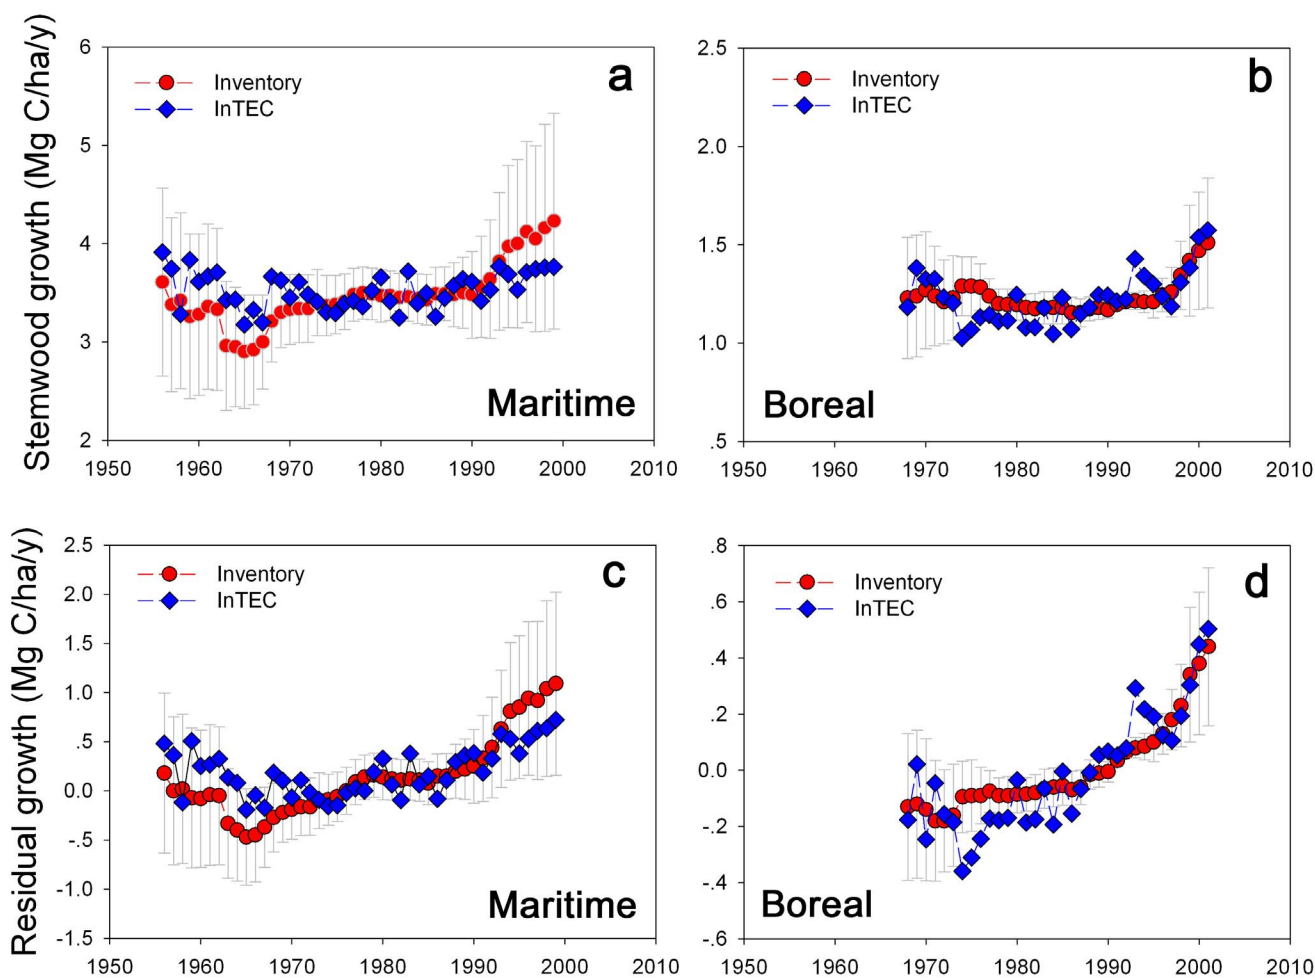 Stemwood growth (Mg C/ha/y)
6
5
4
3
2
Inventory
InTEC
a
Maritime
1950 1960 1970 1980 1990 2000 2010
2.5
2.0
1.5
1.0
.5
Inventory
InTEC
b
Boreal
1950 1960 1970 1980 1990 2000 2010
Residual growth (Mg C/ha/y)
2.5
2.0
1.5
1.0
.5
0.0
-.5
-1.0
-1.5
Inventory
InTEC
c
Maritime
1950 1960 1970 1980 1990 2000 2010
.8
.6
.4
.2
0.0
-.2
-.4
-.6
Inventory
InTEC
d
Boreal
1950 1960 1970 1980 1990 2000 2010